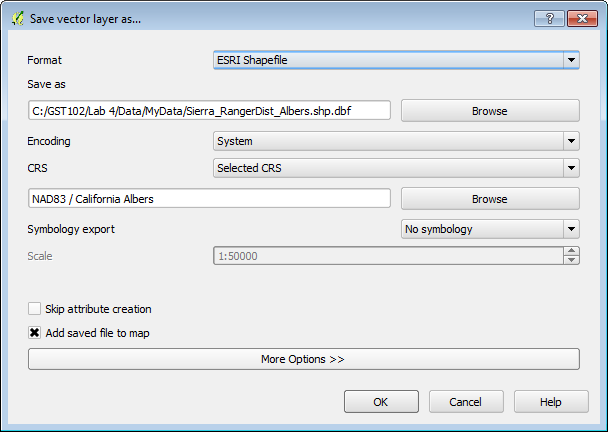 Save vector layer as...
Format
ESRI Shapefile
Save as
C:/GST102/Lab 4/Data/MyData/Sierra_RangerDist_Albers.shp.dbf
Browse
Encoding
System
CRS
Selected CRS
NAD83 / California Albers
Browse
Symbology export
No symbology
Scale
1:50000
Skip attribute creation
Add saved file to map
More Options >>
OK
Cancel
Help